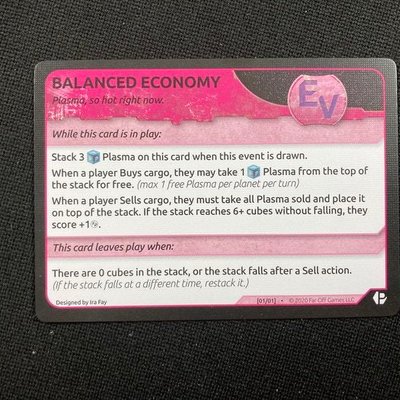 BALANCED ECONOMY
EV
Plasma, so hot right now.
While this card is in play:
Stack 3 Plasma on this card when this event is drawn.
When a player Buys cargo, they may take 1 Plasma from the top
of the stack for free. (max 1 free Plasma per planet per turn)
When a player Sells cargo, they must take all Plasma sold and place it
on top of the stack. If the stack reaches 6+ cubes without falling, they
score +1
This card leaves play when:
There are 0 cubes in the stack, or the stack falls after a Sell action.
(If the stack falls at a different time, restack it.)
Designed by Ira Fay
[01/01] • © 2020 Far Off Games LLC